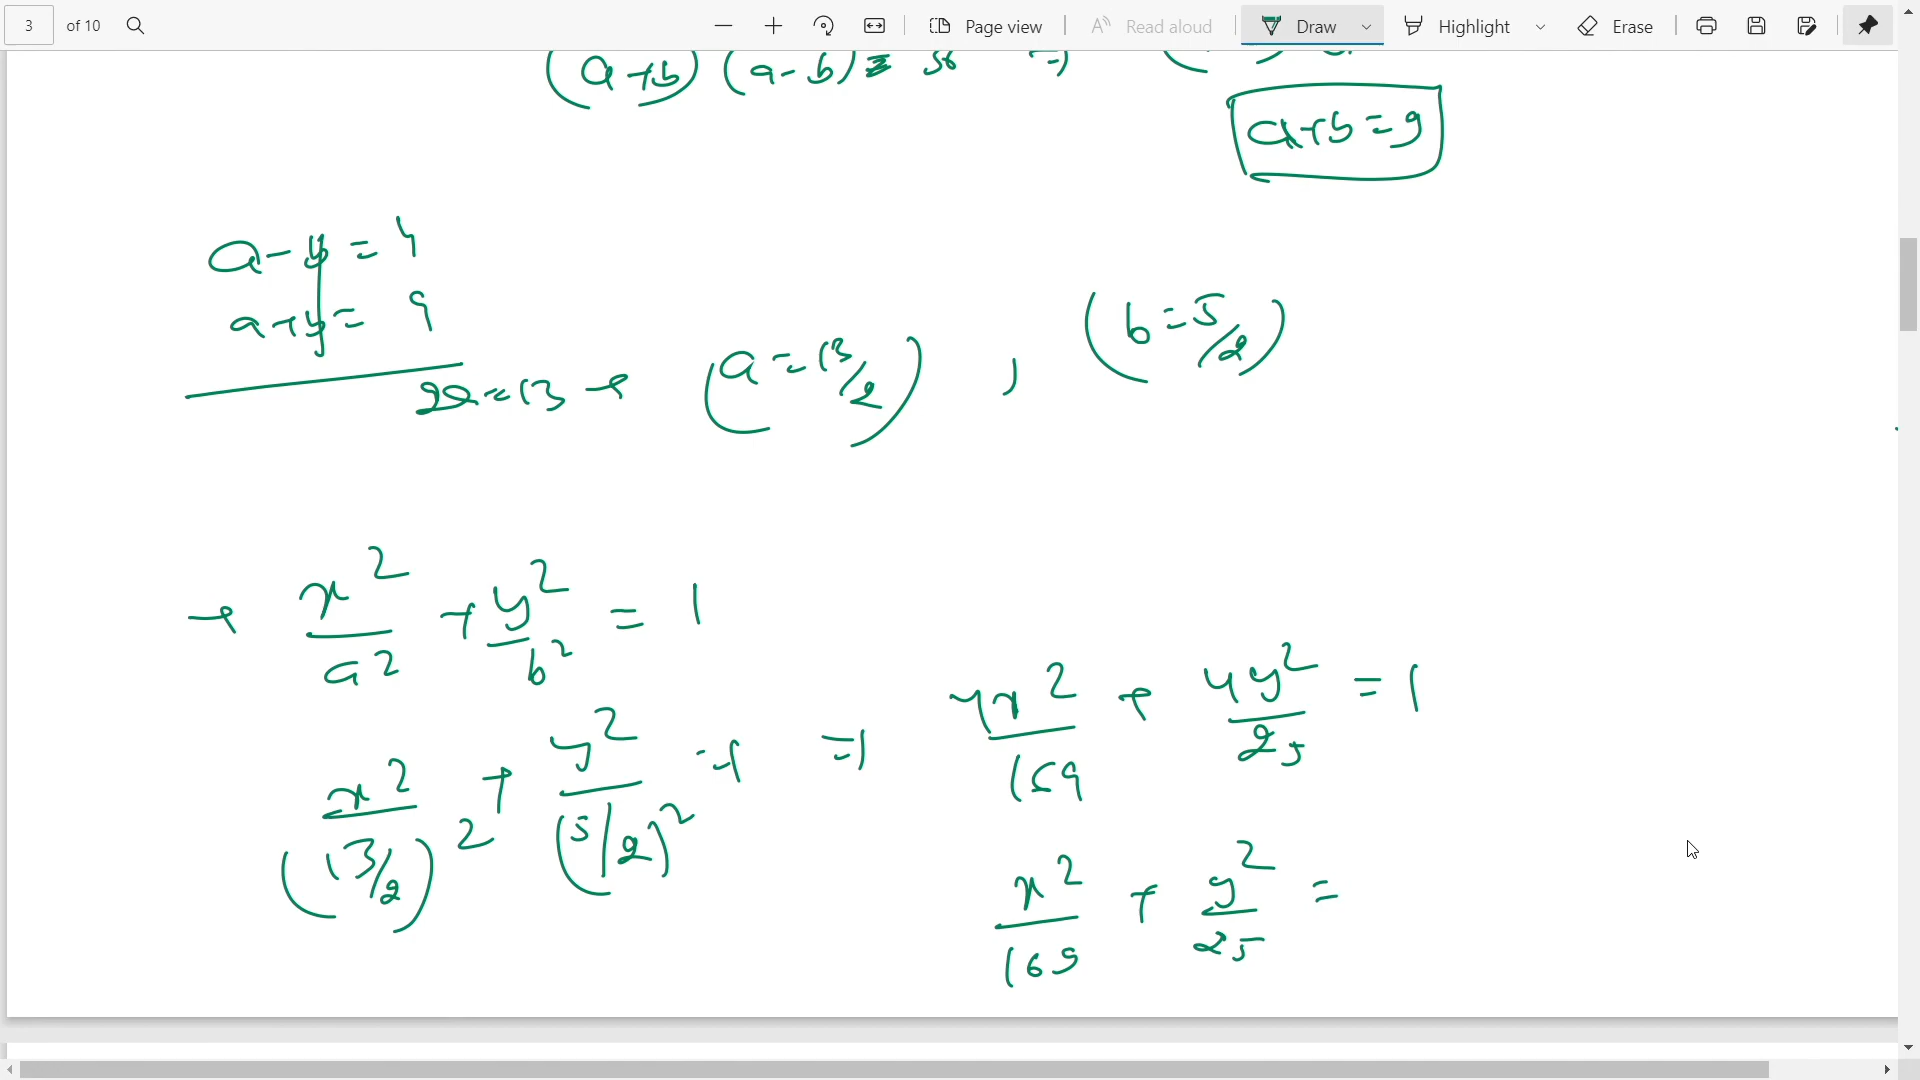 3 of 10 Page view Read aloud Draw Highlight Erase
(a+b) (a-b) = 36 =>
a+b=9
a-y = 4
a+y = 9
2a=13 → (a=13/2) , (b=5/2)
→ x²/a² + y²/b² = 1
x²/(13/2)² + y²/(5/2)² = 1 => 4x²/169 + 4y²/25 = 1
x²/169 + y²/25 =